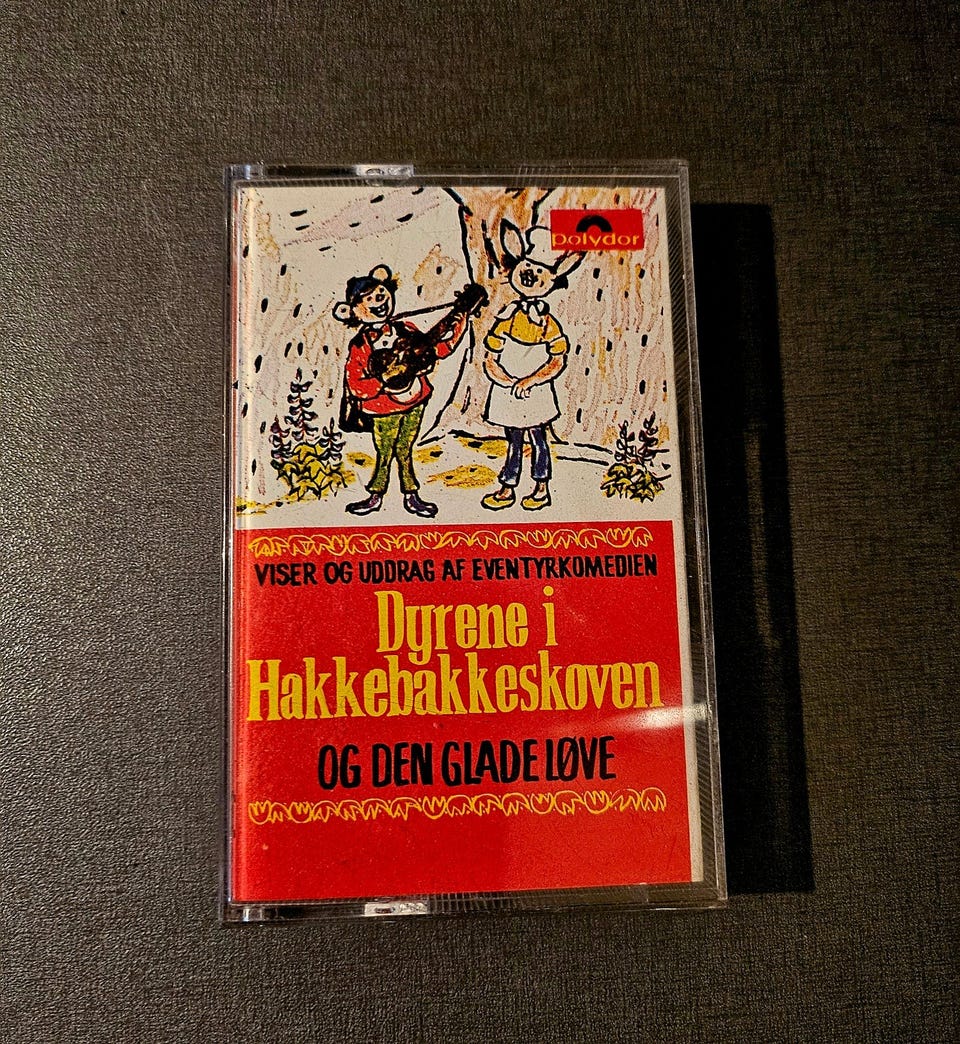 polydor
VISER OG UDDRAG AF EVENTYRKOMEDIEN
Dyrene i
Hakkebakkeskoven
OG DEN GLADE LØVE